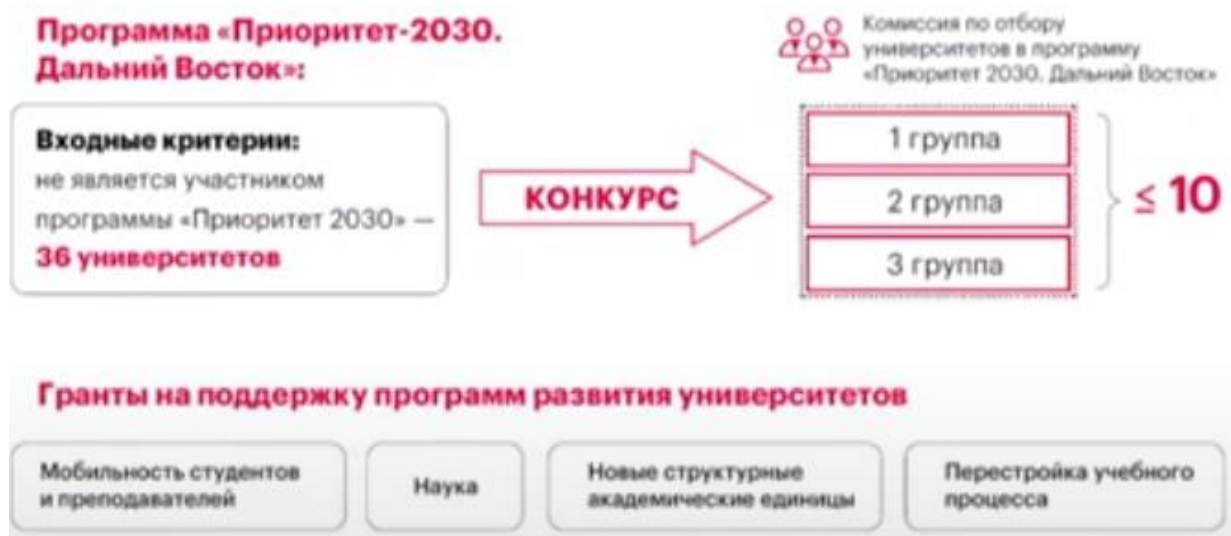 Программа «Приоритет-2030.
Дальний Восток»:
Входные критерии:
не является участником
программы «Приоритет 2030» —
36 университетов
КОНКУРС
Комиссия по отбору
университетов в программу
«Приоритет 2030. Дальний Восток»
1 группа
2 группа
3 группа
≤ 10
Гранты на поддержку программ развития университетов
Мобильность студентов
и преподавателей
Наука
Новые структурные
академические единицы
Перестройка учебного
процесса